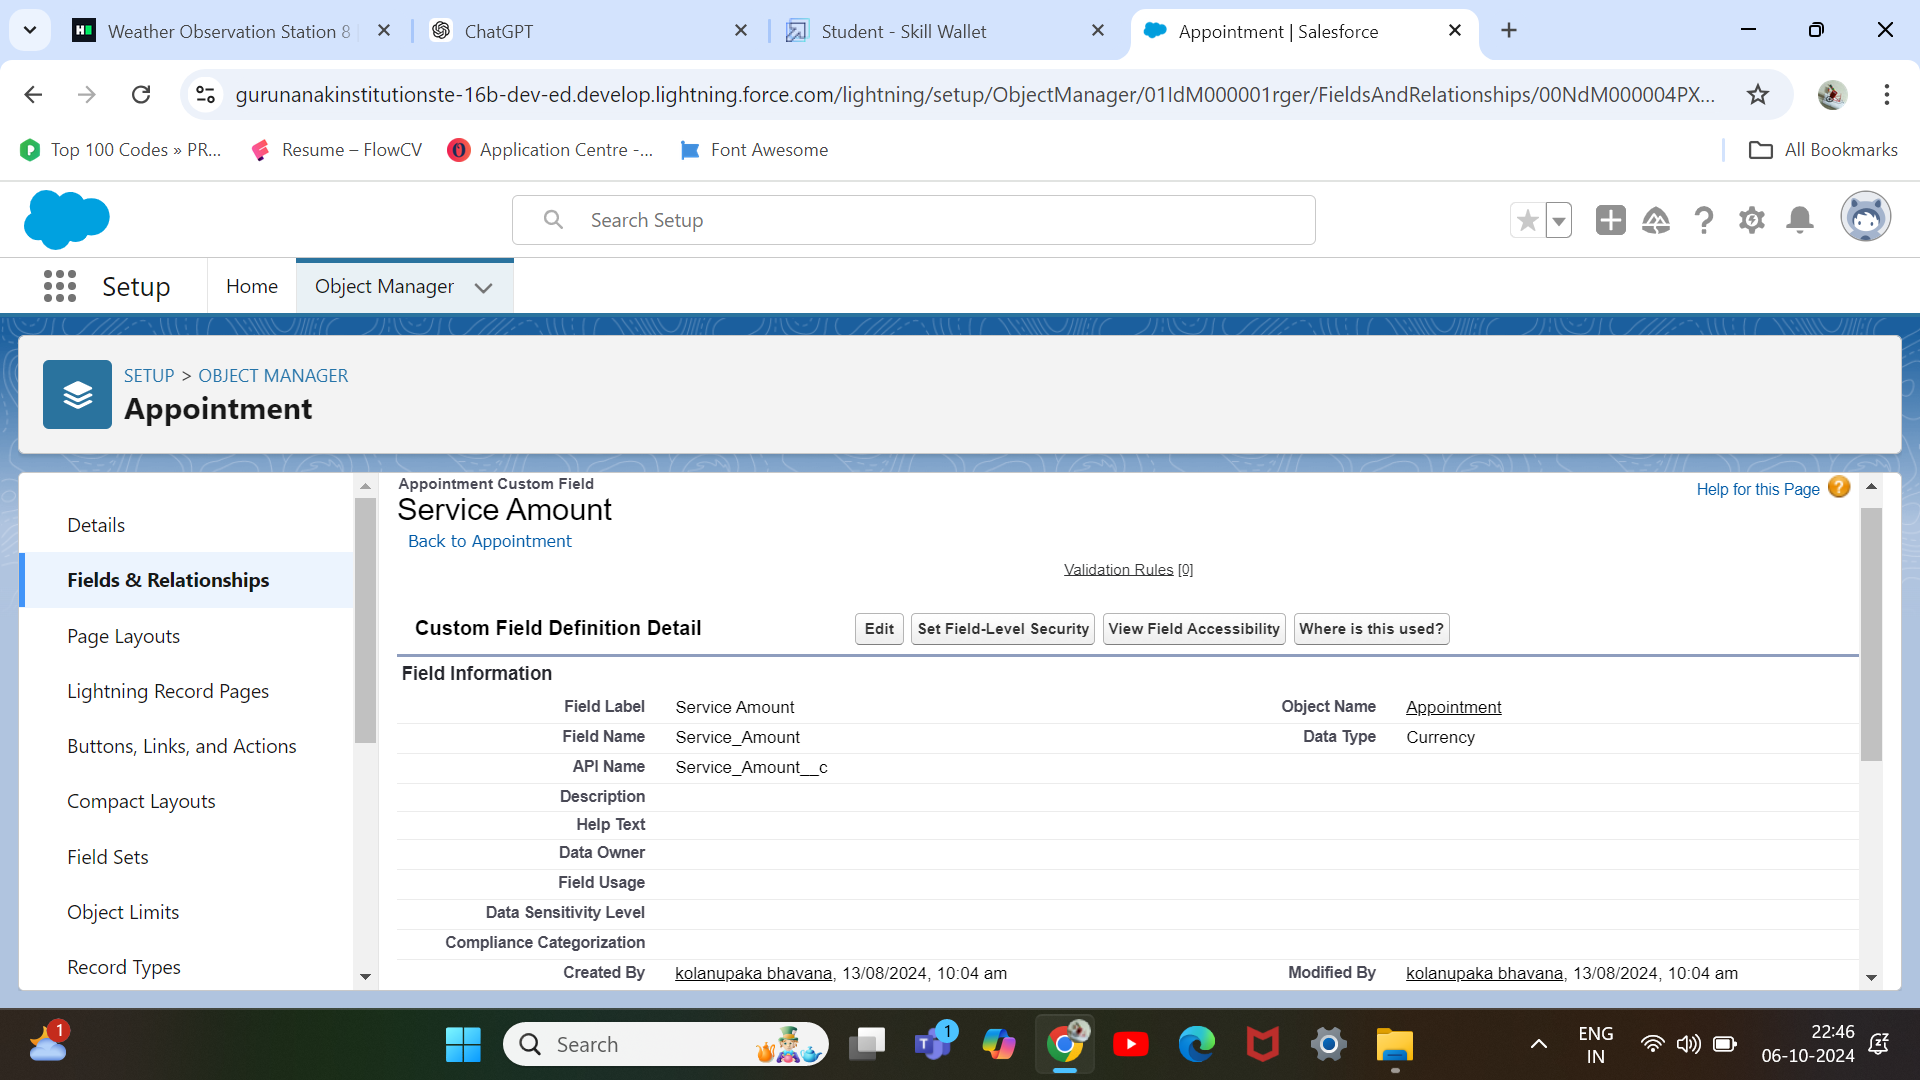 Weather Observation Station 8
ChatGPT
Student - Skill Wallet
Appointment | Salesforce
gurunanakinstitutionste-16b-dev-ed.develop.lightning.force.com/lightning/setup/ObjectManager/01IdM000001rger/FieldsAndRelationships/00NdM000004PX...
Top 100 Codes » PR...
Resume – FlowCV
Application Centre -...
Font Awesome
All Bookmarks
Search Setup
Setup
Home
Object Manager
SETUP > OBJECT MANAGER
Appointment
Details
Fields & Relationships
Page Layouts
Lightning Record Pages
Buttons, Links, and Actions
Compact Layouts
Field Sets
Object Limits
Record Types
Appointment Custom Field
Service Amount
Back to Appointment
Help for this Page
Validation Rules [0]
Custom Field Definition Detail
Edit
Set Field-Level Security
View Field Accessibility
Where is this used?
Field Information
Field Label Service Amount Object Name Appointment
Field Name Service_Amount Data Type Currency
API Name Service_Amount__c
Description
Help Text
Data Owner
Field Usage
Data Sensitivity Level
Compliance Categorization
Created By kolanupaka bhavana, 13/08/2024, 10:04 am Modified By kolanupaka bhavana, 13/08/2024, 10:04 am
1
Search
1
ENG
IN
22:46
06-10-2024